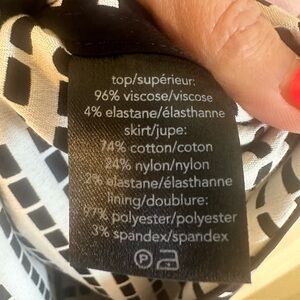 top/supérieur:
96% viscose/viscose
4% elastane/élasthanne
skirt/jupe:
74% cotton/coton
24% nylon/nylon
2% elastane/élasthanne
lining/doublure:
97% polyester/polyester
3% spandex/spandex
P